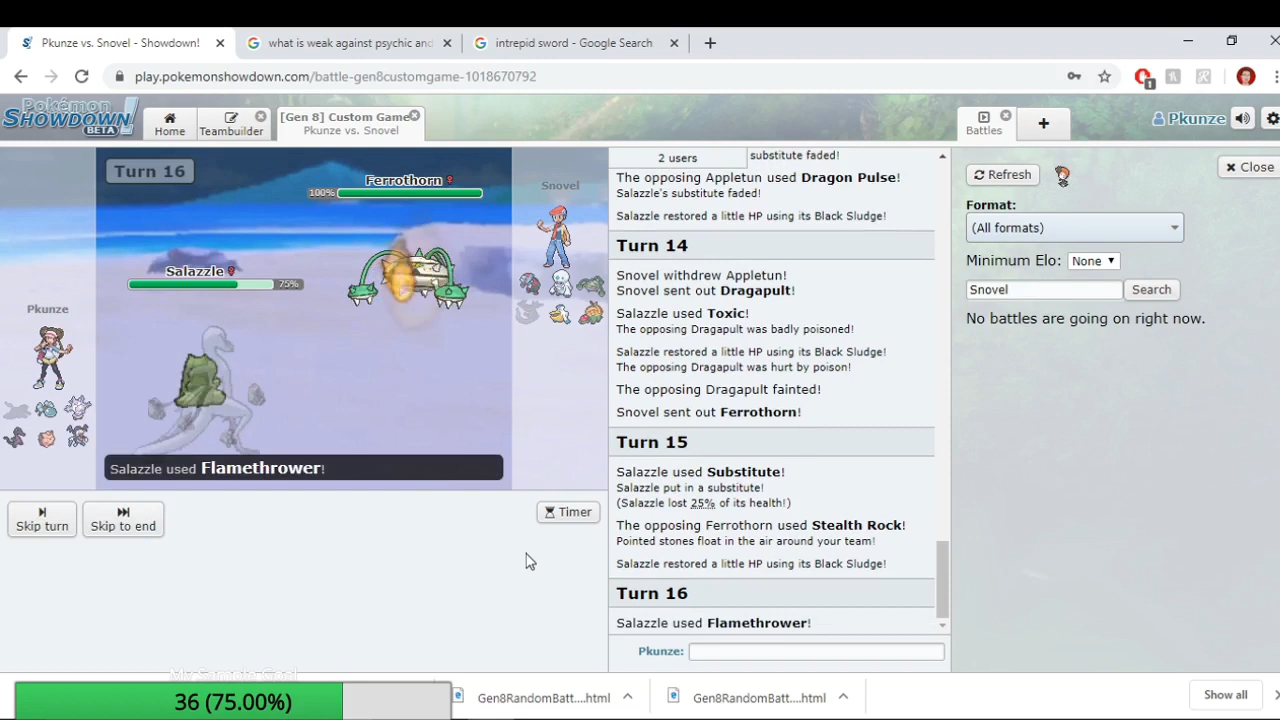 Pkunze vs. Snovel - Showdown!
what is weak against psychic and
intrepid sword - Google Search
play.pokemonshowdown.com/battle-gen8customgame-1018670792
1
Pokémon
SHOWDOWN!
BETA
Home
Teambuilder
[Gen 8] Custom Game
Pkunze vs. Snovel
Battles
Pkunze
Turn 16
Ferrothorn
100%
Snovel
Salazzle
75%
Pkunze
Salazzle used Flamethrower!
Skip turn
Skip to end
Timer
2 users
substitute faded!
The opposing Appletun used Dragon Pulse!
Salazzle's substitute faded!
Salazzle restored a little HP using its Black Sludge!
Turn 14
Snovel withdrew Appletun!
Snovel sent out Dragapult!
Salazzle used Toxic!
The opposing Dragapult was badly poisoned!
Salazzle restored a little HP using its Black Sludge!
The opposing Dragapult was hurt by poison!
The opposing Dragapult fainted!
Snovel sent out Ferrothorn!
Turn 15
Salazzle used Substitute!
Salazzle put in a substitute!
(Salazzle lost 25% of its health!)
The opposing Ferrothorn used Stealth Rock!
Pointed stones float in the air around your team!
Salazzle restored a little HP using its Black Sludge!
Turn 16
Salazzle used Flamethrower!
Pkunze:
Refresh
Close
Format:
(All formats)
Minimum Elo: None
Snovel
Search
No battles are going on right now.
My Sample Goal
36 (75.00%)
Gen8RandomBatt....html
Gen8RandomBatt....html
Show all